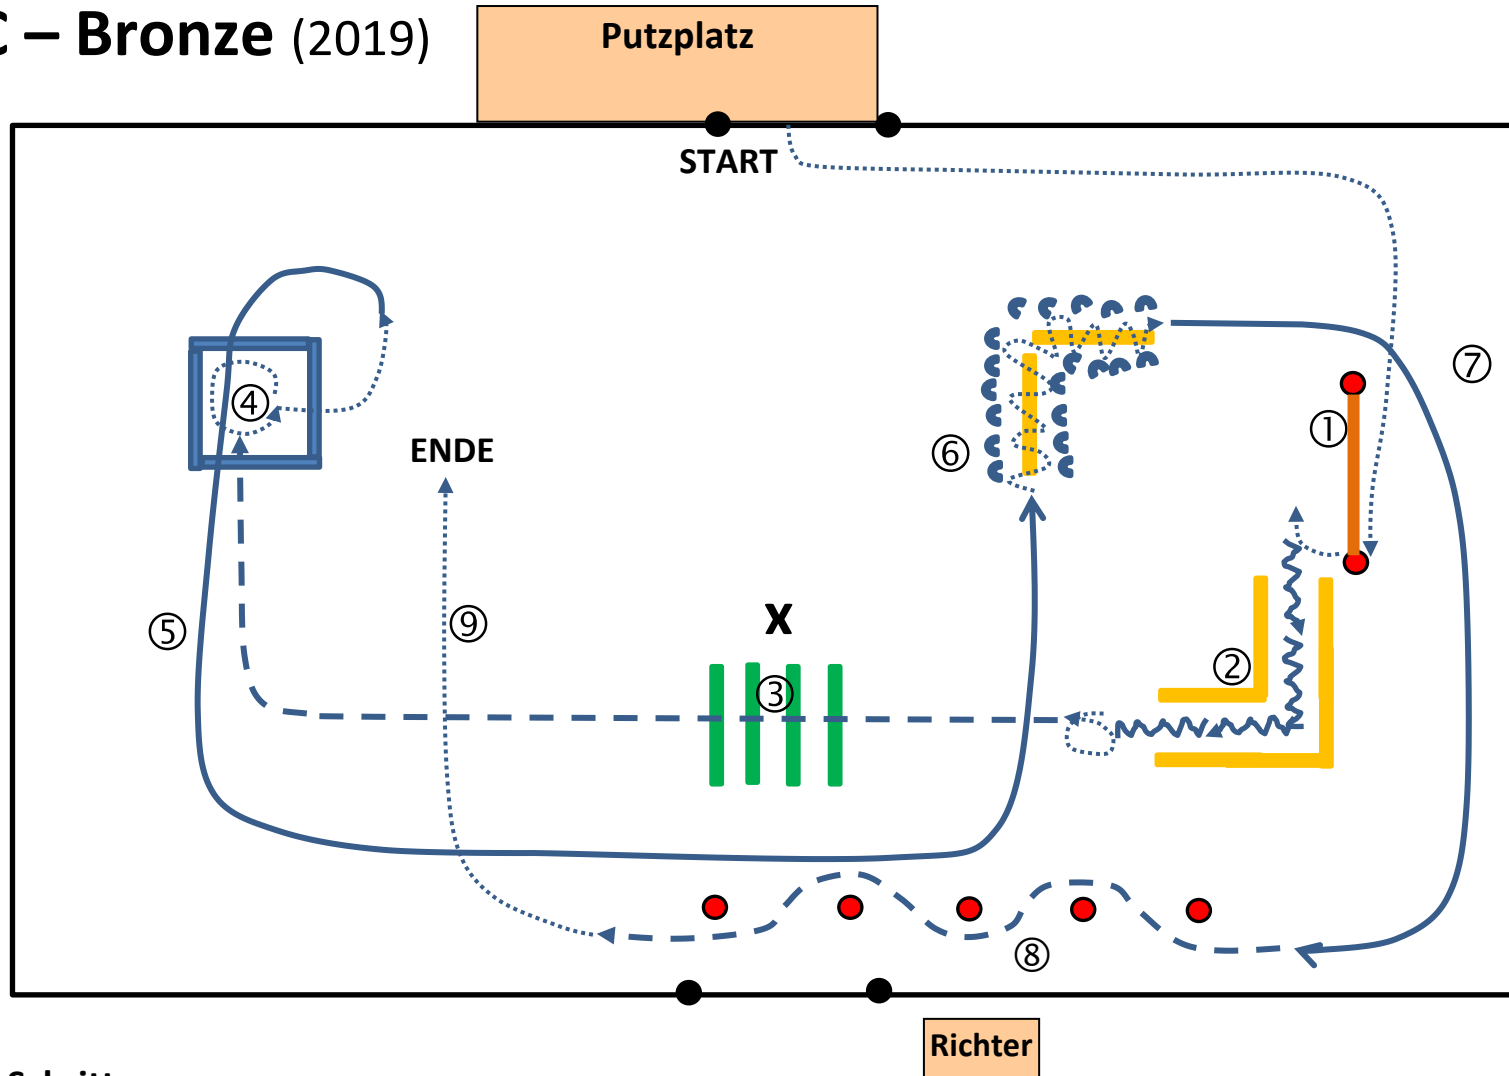 – Bronze (2019)
Putzplatz
START
①
⑦
④
ENDE
⑥
⑤
⑨
X
②
③
⑧
Richter